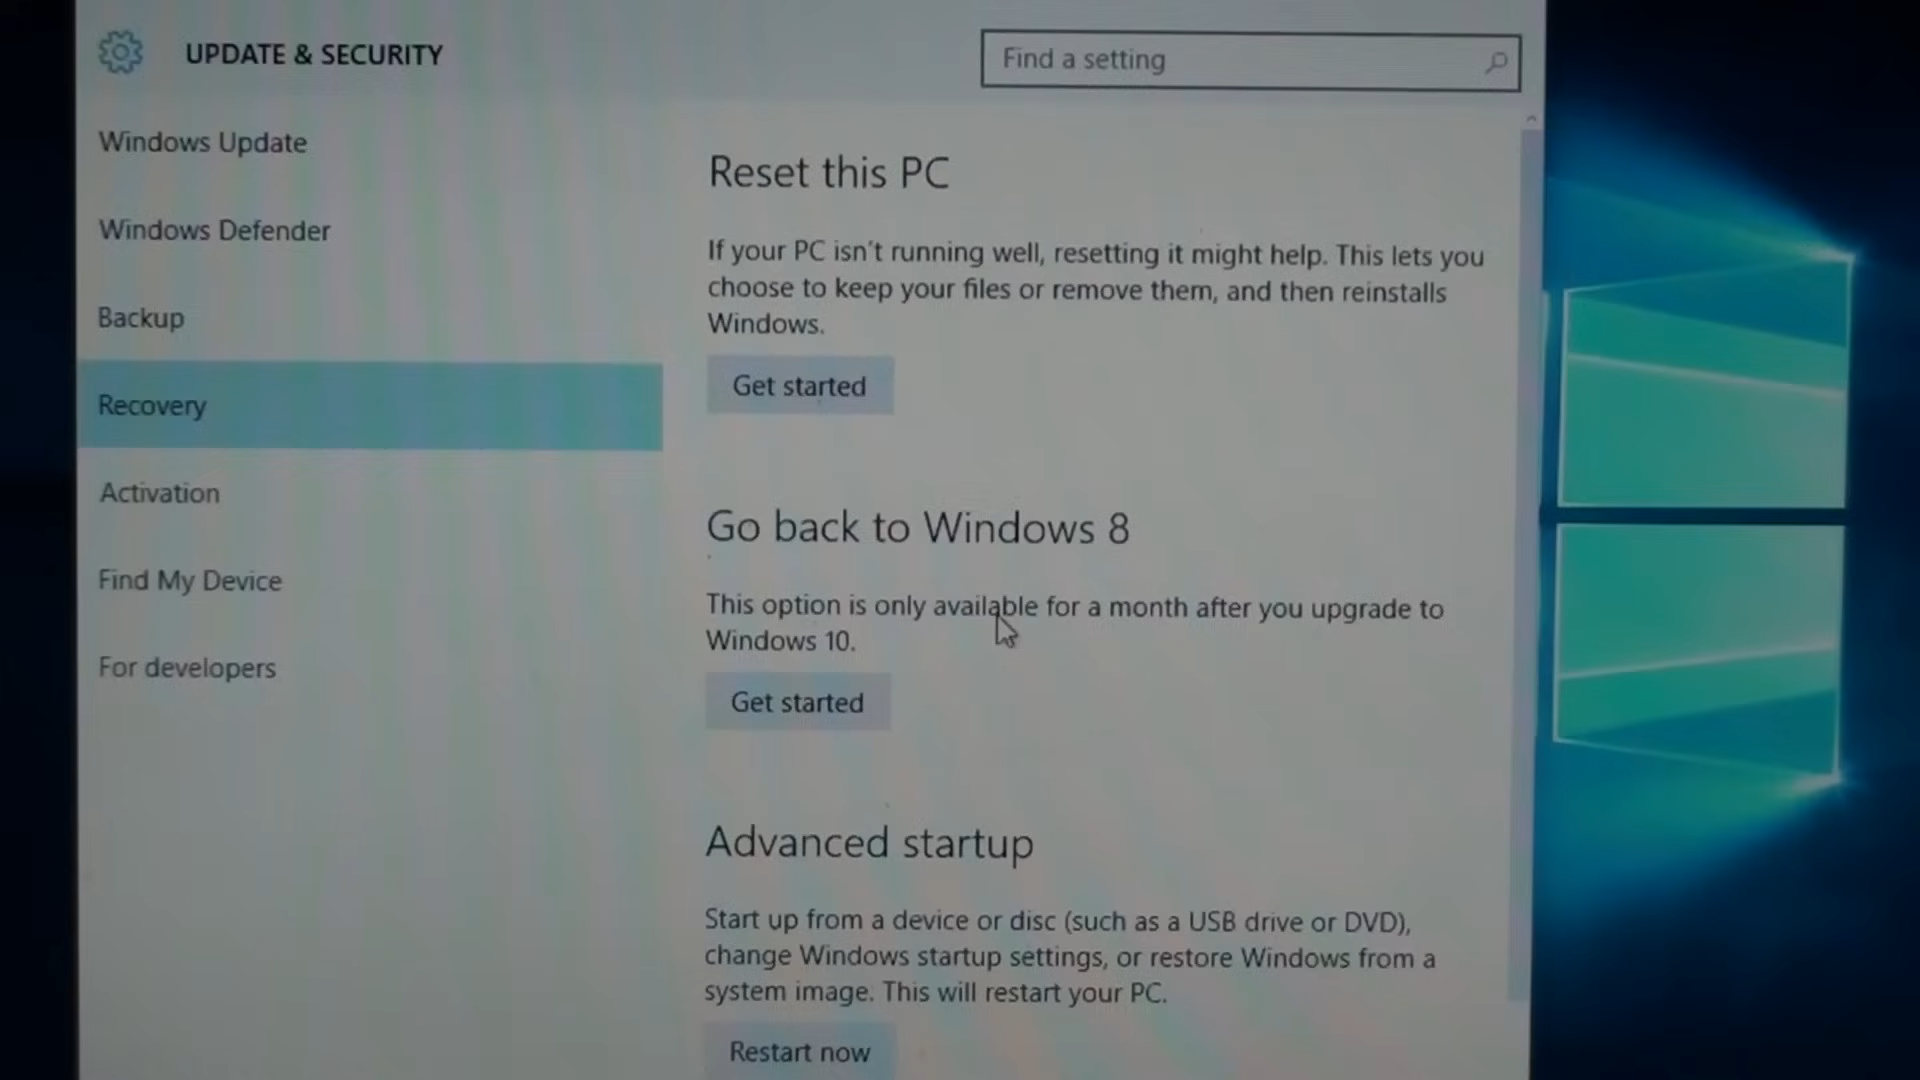 UPDATE & SECURITY
Find a setting
Windows Update
Windows Defender
Backup
Recovery
Activation
Find My Device
For developers
Reset this PC
If your PC isn't running well, resetting it might help. This lets you
choose to keep your files or remove them, and then reinstalls
Windows.
Get started
Go back to Windows 8
This option is only available for a month after you upgrade to
Windows 10.
Get started
Advanced startup
Start up from a device or disc (such as a USB drive or DVD),
change Windows startup settings, or restore Windows from a
system image. This will restart your PC.
Restart now